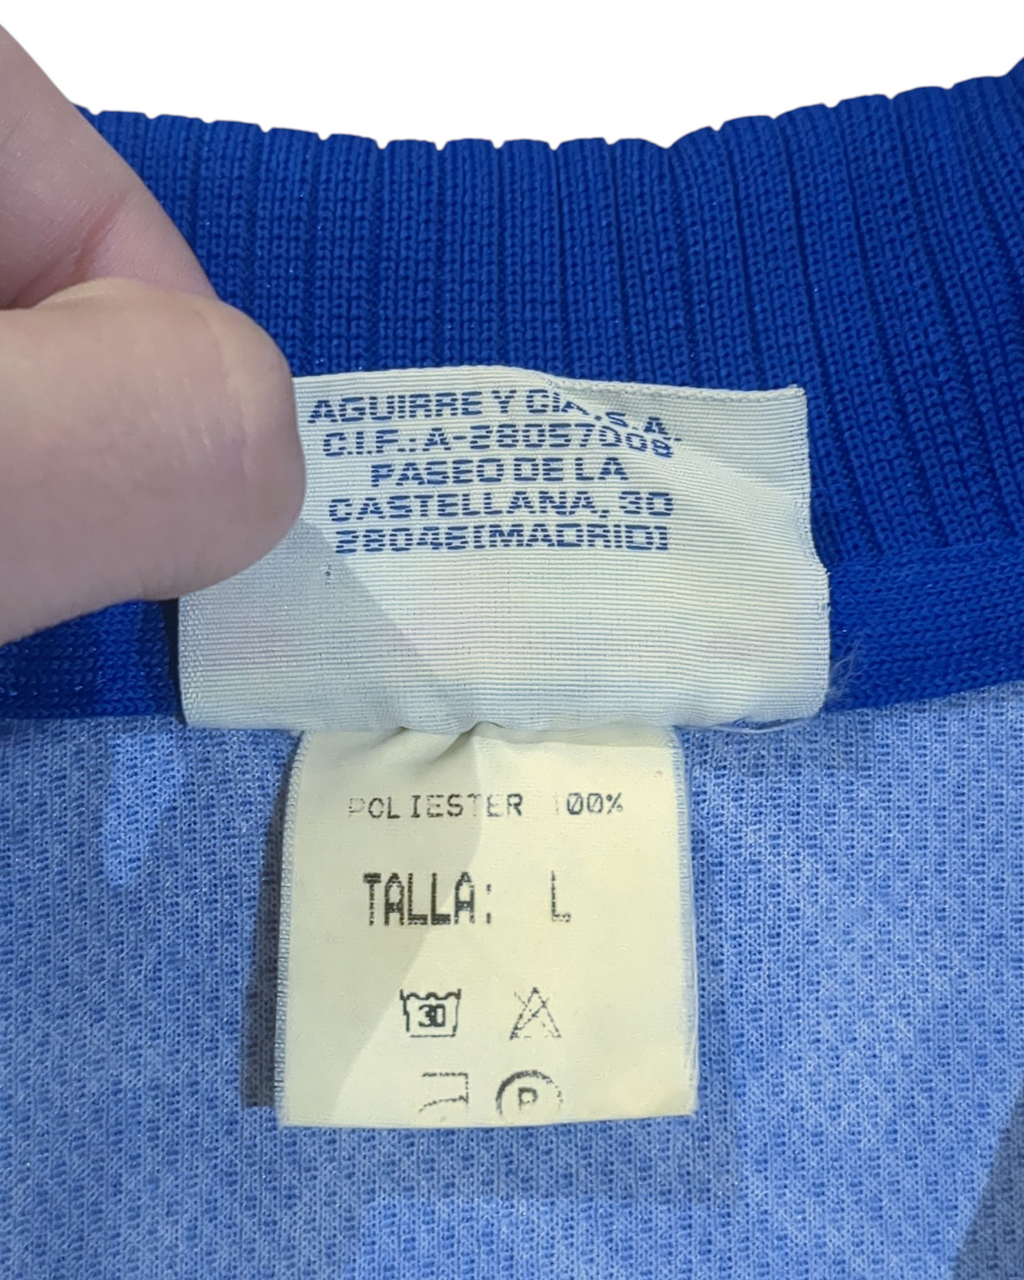 AGUIRRE Y CIA.,S.A.
C.I.F.:A-28057008
PASEO DE LA
CASTELLANA, 30
28046[MADRID]
POLIESTER 100%
TALLA: L
30
P